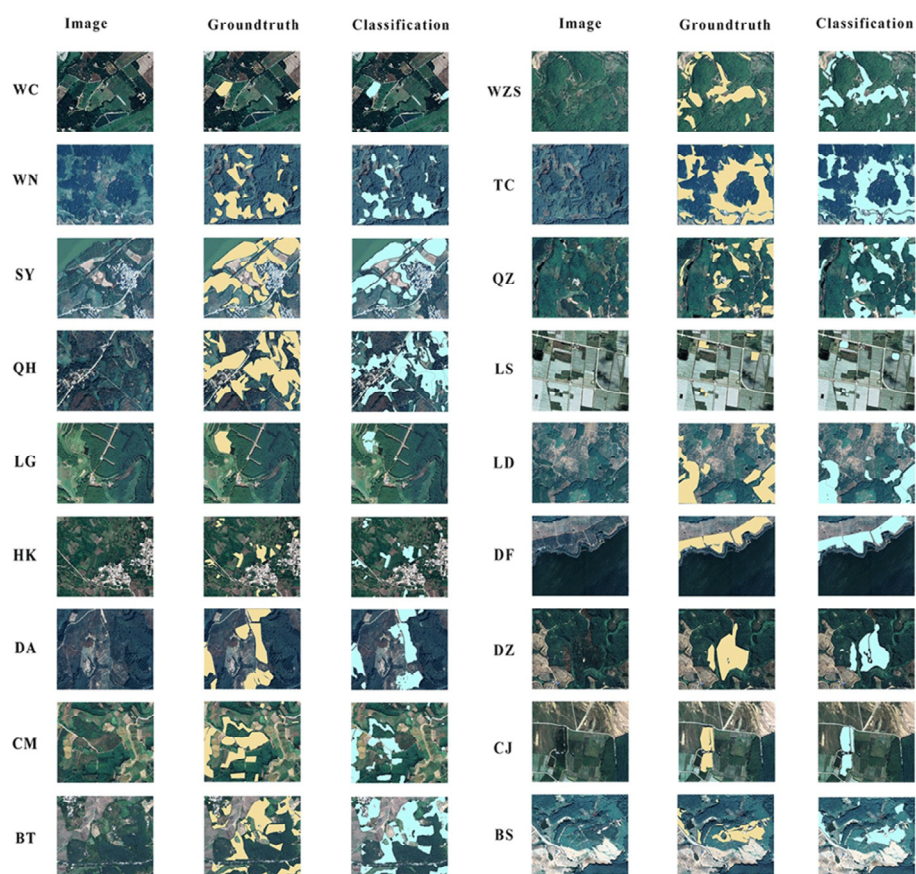 Image Groundtruth Classification Image Groundtruth Classification
WC WZS
WN TC
SY QZ
QH LS
LG LD
HK DF
DA DZ
CM CJ
BT BS